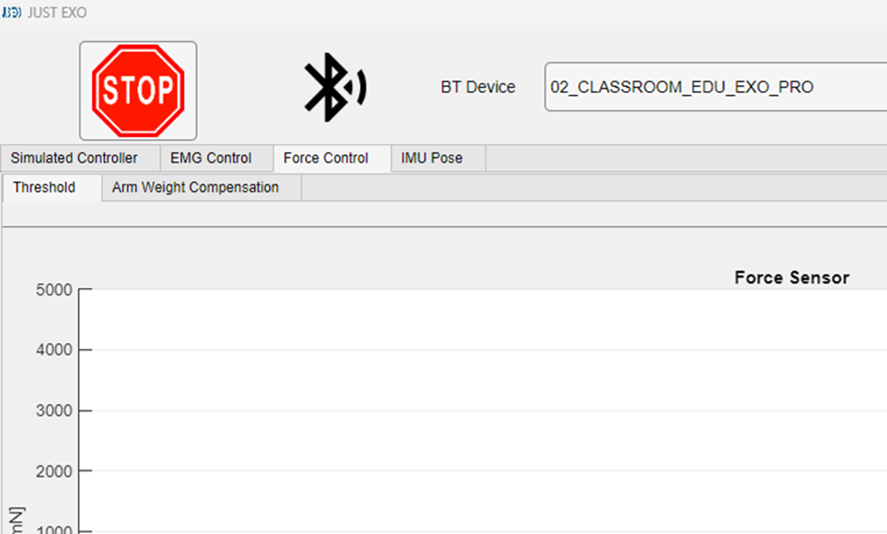 JUST EXO
STOP
BT Device
02_CLASSROOM_EDU_EXO_PRO
Simulated Controller
EMG Control
Force Control
IMU Pose
Threshold
Arm Weight Compensation
Force Sensor
5000
4000
3000
2000
1000
mN]